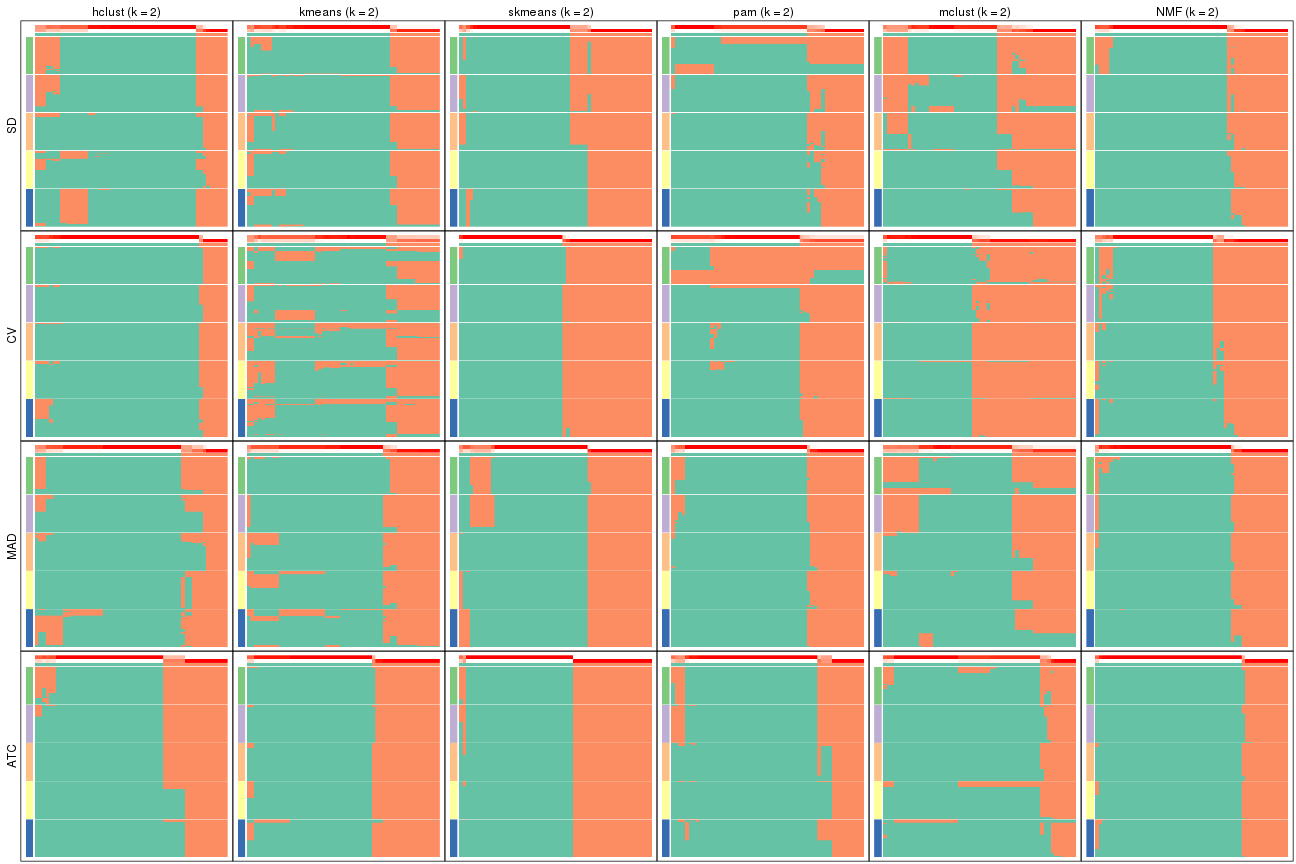 hclust (k = 2)
kmeans (k = 2)
skmeans (k = 2)
pam (k = 2)
mclust (k = 2)
NMF (k = 2)
SD
CV
MAD
ATC